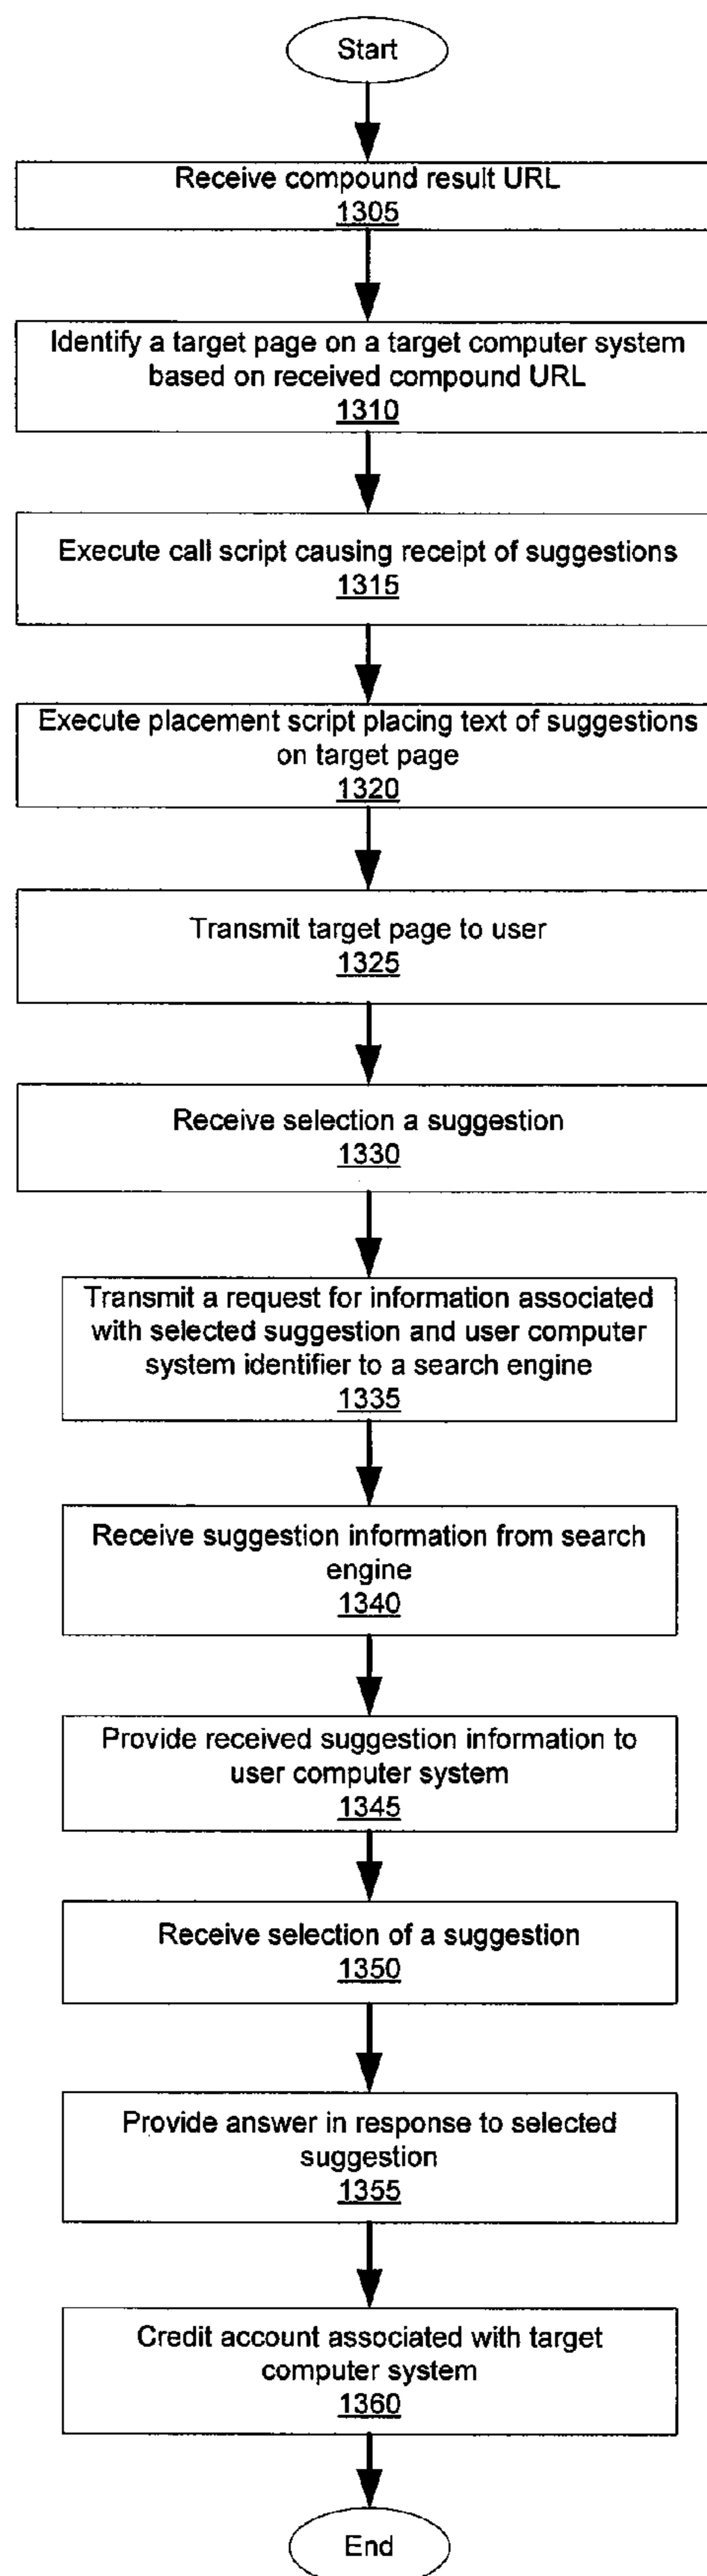 Start
Receive compound result URL
1305
Identify a target page on a target computer system
based on received compound URL
1310
Execute call script causing receipt of suggestions
1315
Execute placement script placing text of suggestions
on target page
1320
Transmit target page to user
1325
Receive selection a suggestion
1330
Transmit a request for information associated
with selected suggestion and user computer
system identifier to a search engine
1335
Receive suggestion information from search
engine
1340
Provide received suggestion information to
user computer system
1345
Receive selection of a suggestion
1350
Provide answer in response to selected
suggestion
1355
Credit account associated with target
computer system
1360
End